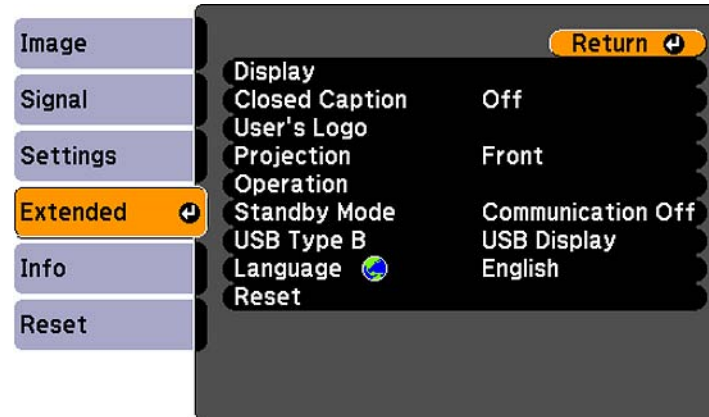 Image
Signal
Settings
Extended
Info
Reset
Return
Display
Closed Caption Off
User's Logo
Projection Front
Operation
Standby Mode Communication Off
USB Type B USB Display
Language English
Reset